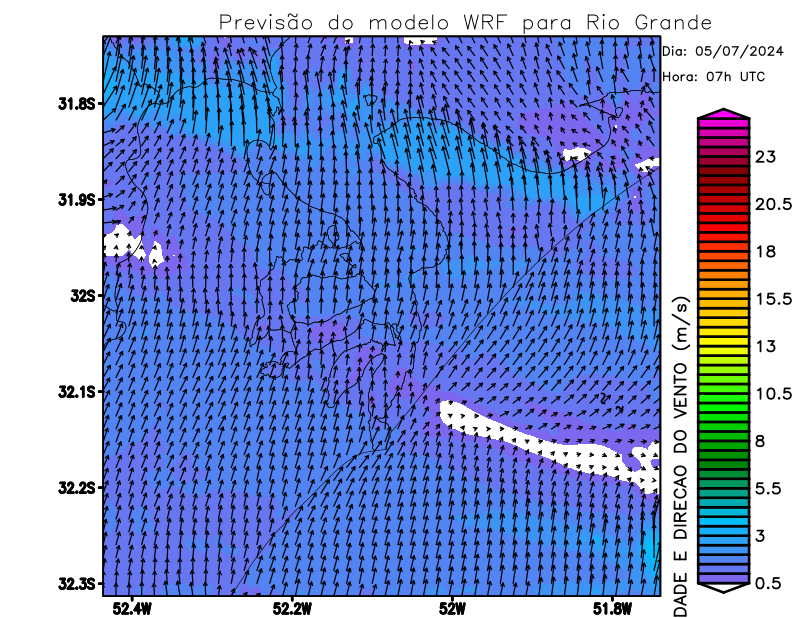 Previsão do modelo WRF para Rio Grande
Dia: 05/07/2024
Hora: 07h UTC
31.8S
31.9S
32S
32.1S
32.2S
32.3S
52.4W
52.2W
52W
51.8W
23
20.5
18
15.5
13
10.5
8
5.5
3
0.5
DADE E DIRECAO DO VENTO (m/s)